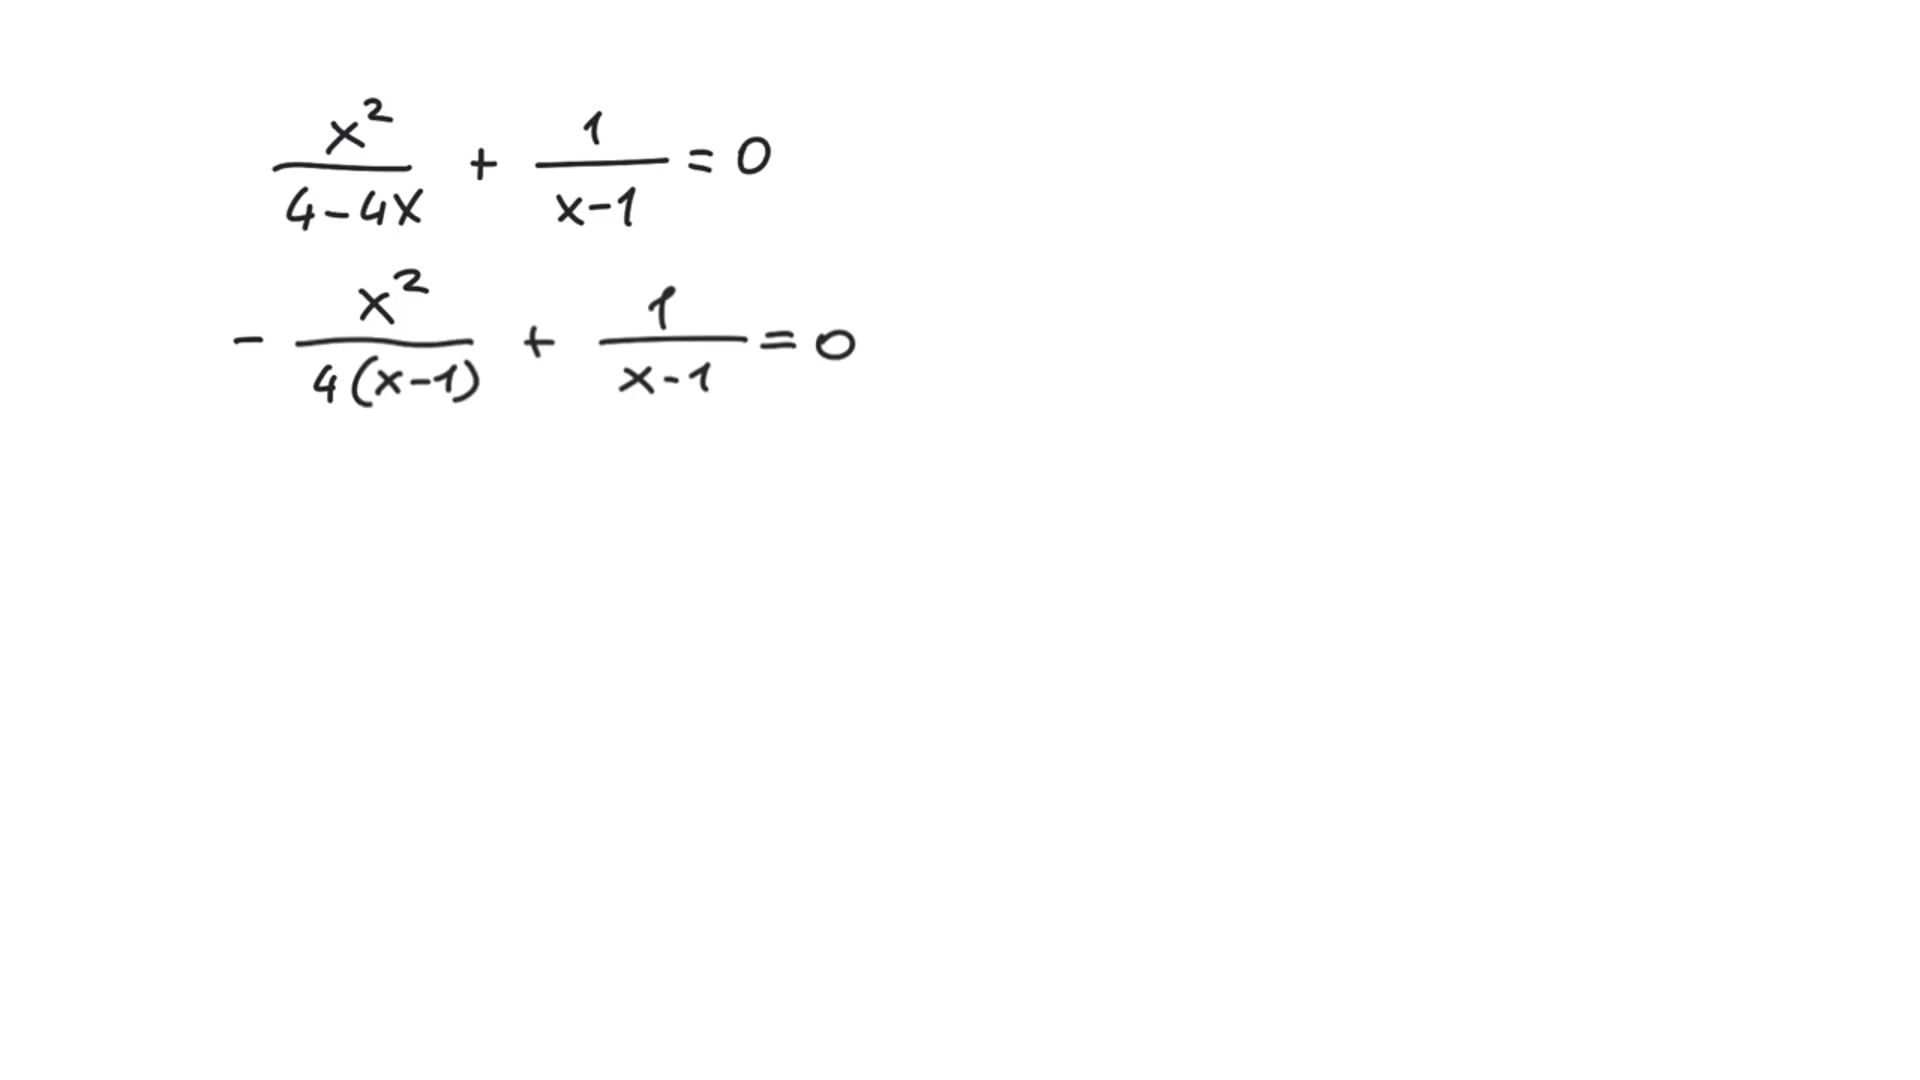 x²/(4-4x) + 1/(x-1) = 0
- x²/(4(x-1)) + 1/(x-1) = 0